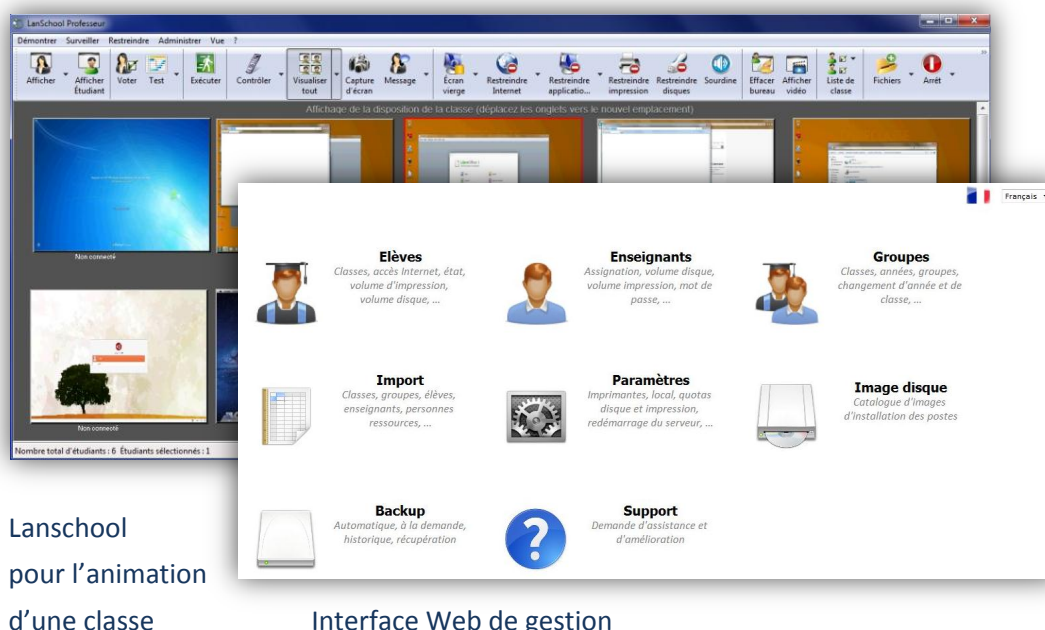 LanSchool Professeur
Démontrer Surveiller Restreindre Administrer Vue ?
Afficher
Afficher
Étudiant
Voter
Test
Exécuter
Contrôler
Visualiser
tout
Capture
d'écran
Message
Écran
vierge
Restreindre
Internet
Restreindre
applicatio...
Restreindre
impression
Restreindre
disques
Sourdine
Effacer
bureau
Afficher
vidéo
Liste de
classe
Fichiers
Arrêt
Affichage de la disposition de la classe (déplacez les onglets vers le nouvel emplacement)
Non connecté
Non connecté
Nombre total d'étudiants : 6 Étudiants sélectionnés : 1
Français
Elèves
Classes, accès Internet, état,
volume d'impression,
volume disque, ...
Enseignants
Assignation, volume disque,
volume impression, mot de
passe, ...
Groupes
Classes, années, groupes,
changement d'année et de
classe, ...
Import
Classes, groupes, élèves,
enseignants, personnes
ressources, ...
Paramètres
Imprimantes, local, quotas
disque et impression,
redémarrage du serveur, ...
Image disque
Catalogue d'images
d'installation des postes
Backup
Automatique, à la demande,
historique, récupération
Support
Demande d'assistance et
d'amélioration
Lanschool
pour l'animation
d'une classe
Interface Web de gestion